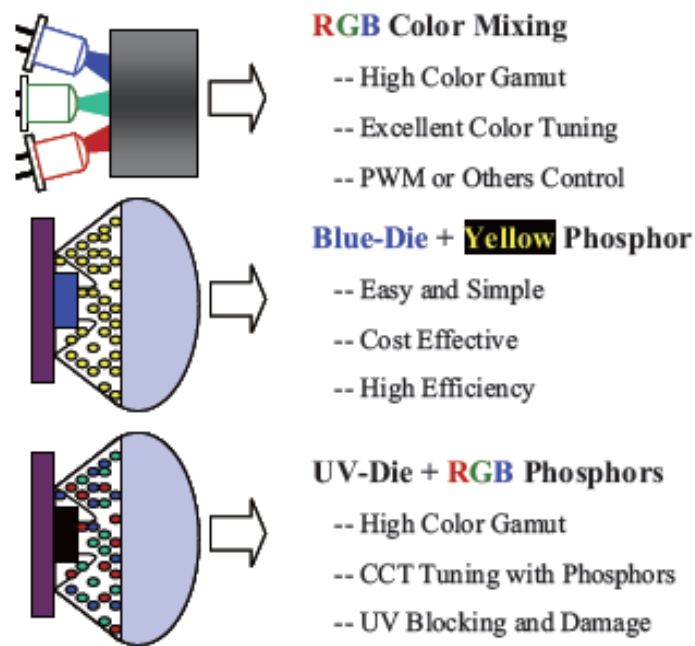 RGB Color Mixing
-- High Color Gamut
-- Excellent Color Tuning
-- PWM or Others Control
Blue-Die + Yellow Phosphor
-- Easy and Simple
-- Cost Effective
-- High Efficiency
UV-Die + RGB Phosphors
-- High Color Gamut
-- CCT Tuning with Phosphors
-- UV Blocking and Damage